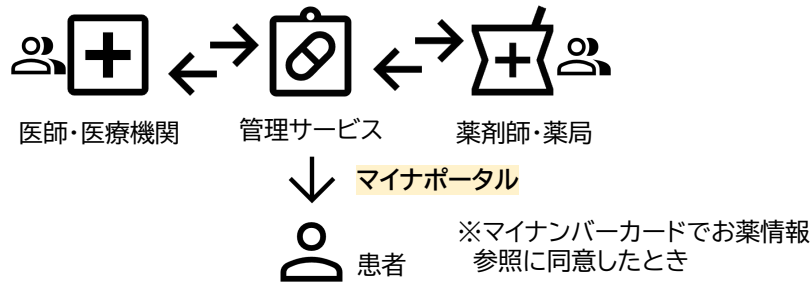 医師・医療機関
管理サービス
薬剤師・薬局
マイナポータル
患者
※マイナンバーカードでお薬情報
参照に同意したとき